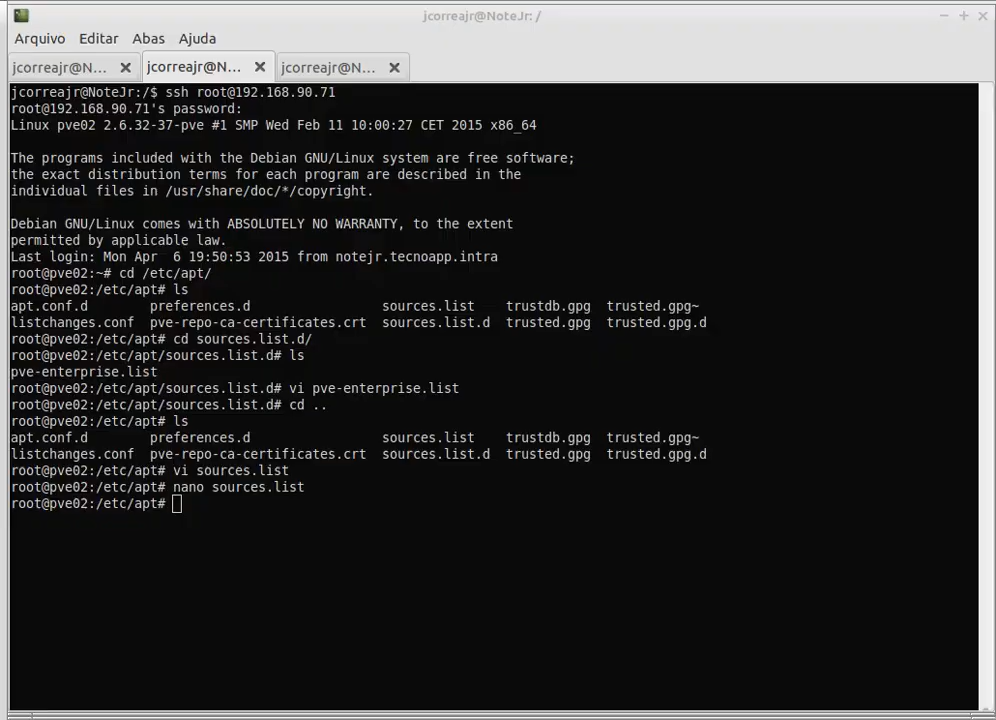 jcorreajr@NoteJr: /
Arquivo Editar Abas Ajuda
jcorreajr@N... jcorreajr@N... jcorreajr@N...
jcorreajr@NoteJr:/$ ssh root@192.168.90.71
root@192.168.90.71's password:
Linux pve02 2.6.32-37-pve #1 SMP Wed Feb 11 10:00:27 CET 2015 x86_64
The programs included with the Debian GNU/Linux system are free software;
the exact distribution terms for each program are described in the
individual files in /usr/share/doc/*/copyright.
Debian GNU/Linux comes with ABSOLUTELY NO WARRANTY, to the extent
permitted by applicable law.
Last login: Mon Apr  6 19:50:53 2015 from notejr.tecnoapp.intra
root@pve02:~# cd /etc/apt/
root@pve02:/etc/apt# ls
apt.conf.d        preferences.d                 sources.list    trustdb.gpg  trusted.gpg~
listchanges.conf  pve-repo-ca-certificates.crt  sources.list.d  trusted.gpg  trusted.gpg.d
root@pve02:/etc/apt# cd sources.list.d/
root@pve02:/etc/apt/sources.list.d# ls
pve-enterprise.list
root@pve02:/etc/apt/sources.list.d# vi pve-enterprise.list
root@pve02:/etc/apt/sources.list.d# cd ..
root@pve02:/etc/apt# ls
apt.conf.d        preferences.d                 sources.list    trustdb.gpg  trusted.gpg~
listchanges.conf  pve-repo-ca-certificates.crt  sources.list.d  trusted.gpg  trusted.gpg.d
root@pve02:/etc/apt# vi sources.list
root@pve02:/etc/apt# nano sources.list
root@pve02:/etc/apt#